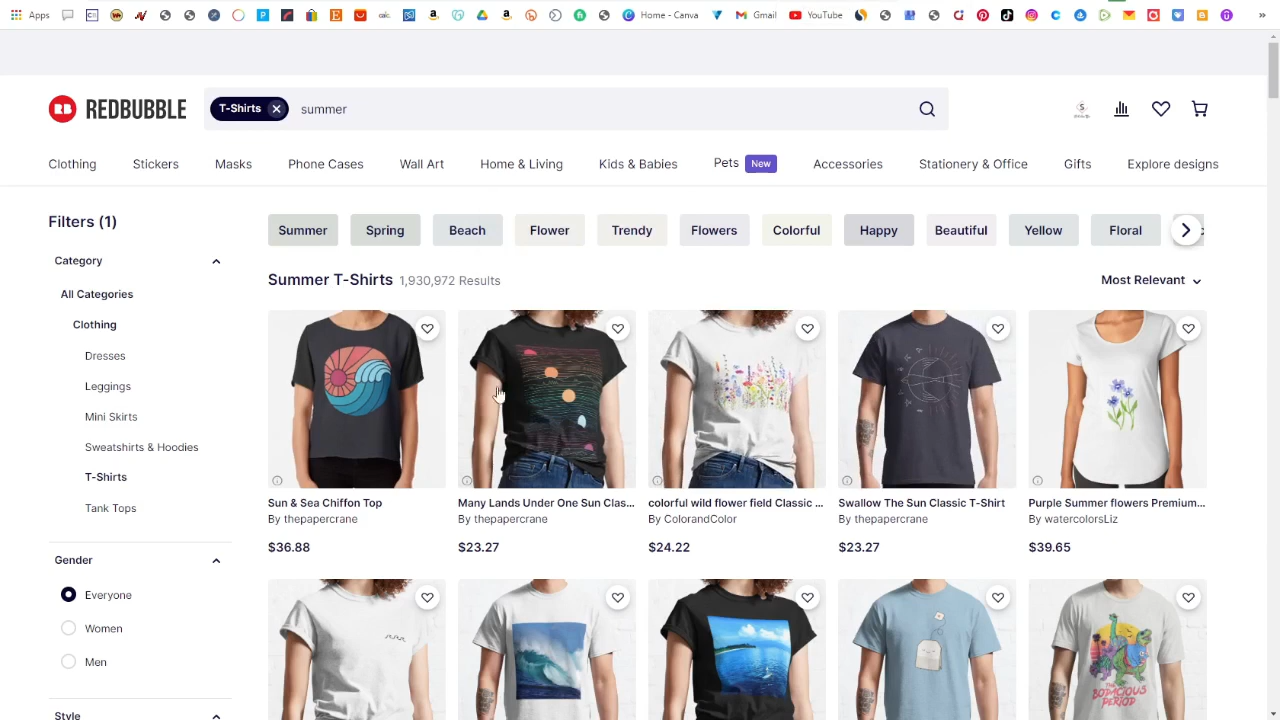 Apps
Home - Canva
Gmail
YouTube
»
RB REDBUBBLE
T-Shirts
summer
Clothing
Stickers
Masks
Phone Cases
Wall Art
Home & Living
Kids & Babies
Pets
New
Accessories
Stationery & Office
Gifts
Explore designs
Filters (1)
Summer
Spring
Beach
Flower
Trendy
Flowers
Colorful
Happy
Beautiful
Yellow
Floral
Category
All Categories
Clothing
Dresses
Leggings
Mini Skirts
Sweatshirts & Hoodies
T-Shirts
Tank Tops
Gender
Everyone
Women
Men
Style
Summer T-Shirts 1,930,972 Results
Most Relevant
Sun & Sea Chiffon Top
By thepapercrane
$36.88
Many Lands Under One Sun Clas...
By thepapercrane
$23.27
colorful wild flower field Classic ...
By ColorandColor
$24.22
Swallow The Sun Classic T-Shirt
By thepapercrane
$23.27
Purple Summer flowers Premium...
By watercolorsLiz
$39.65
THE
BODACIOUS
PERIOD